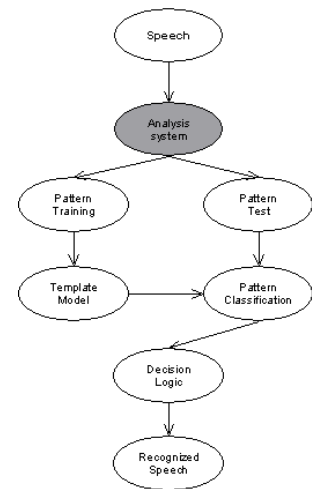 Speech
Analysis
system
Pattern
Training
Pattern
Test
Template
Model
Pattern
Classification
Decision
Logic
Recognized
Speech